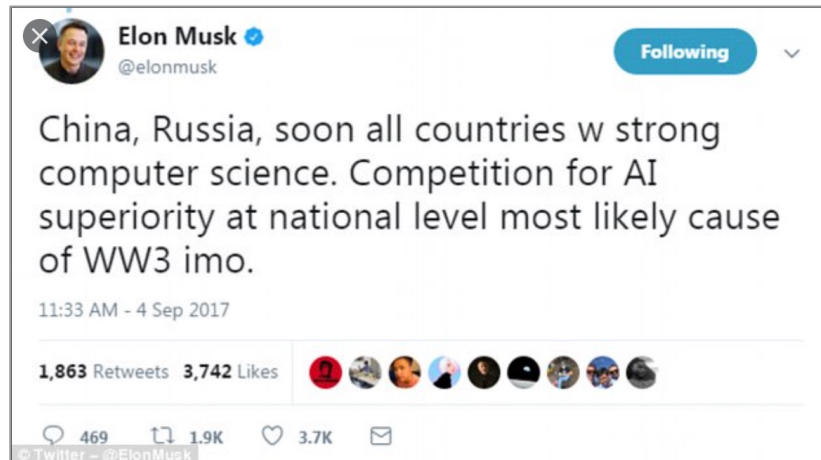 Elon Musk
@elonmusk
Following
China, Russia, soon all countries w strong
computer science. Competition for AI
superiority at national level most likely cause
of WW3 imo.
11:33 AM - 4 Sep 2017
1,863 Retweets 3,742 Likes
469 1.9K 3.7K
© Twitter – @ElonMusk